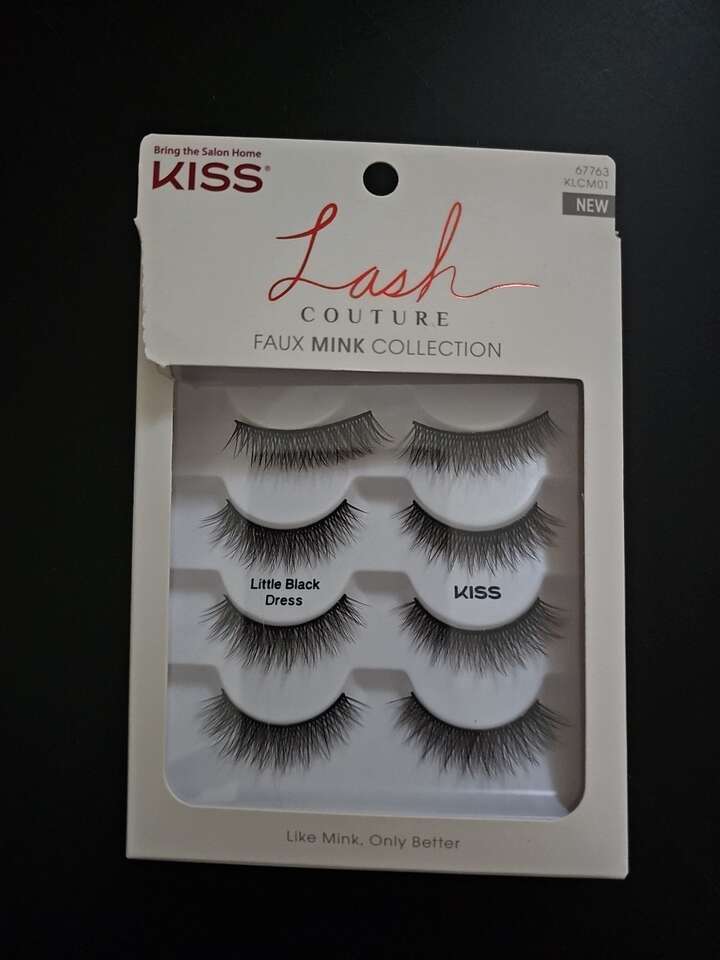 Bring the Salon Home
KISS®
67763
KLCM01
NEW
Lash
COUTURE
FAUX MINK COLLECTION
Little Black
Dress
KISS
Like Mink, Only Better